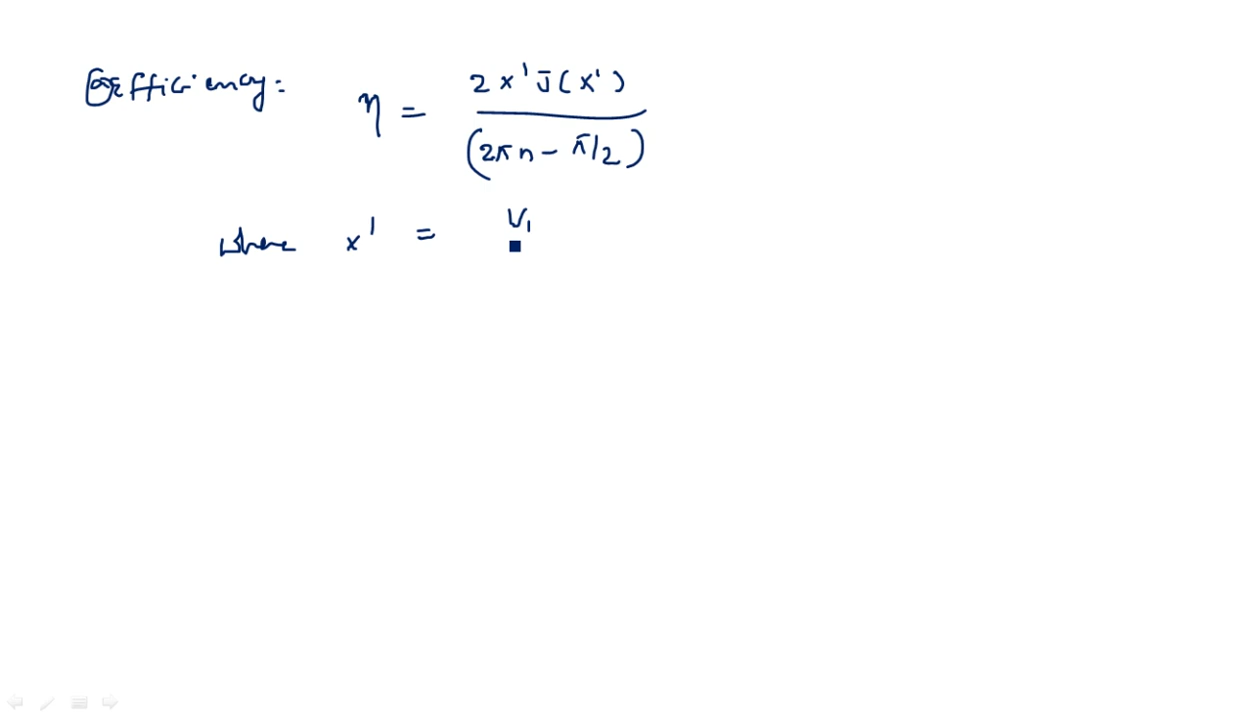 Efficiency:
η = 2x'J(x') / (2πn - π/2)
where x' = V₁